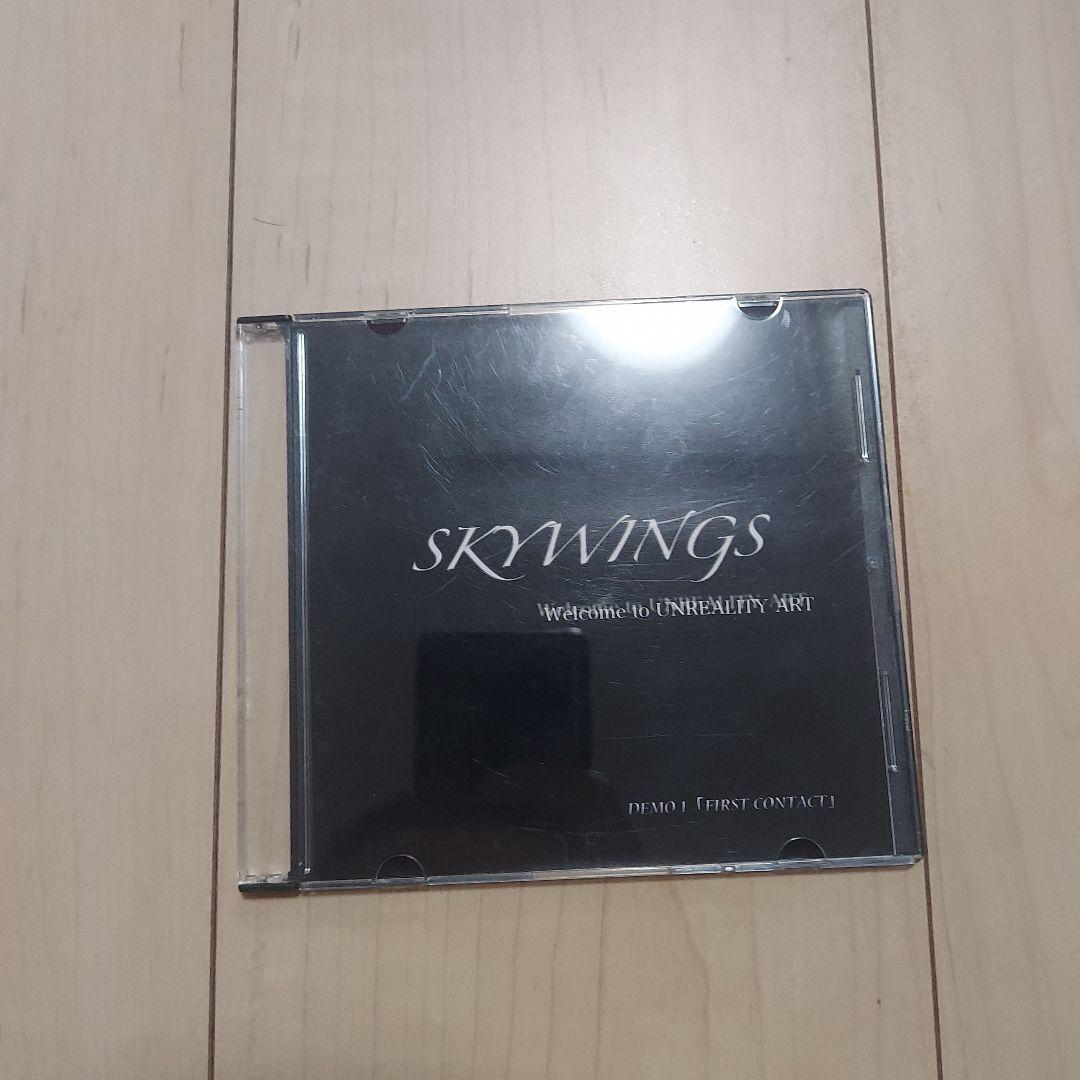 SKYWINGS
Welcome to UNREALITY ART
DEMO 1「FIRST CONTACT」